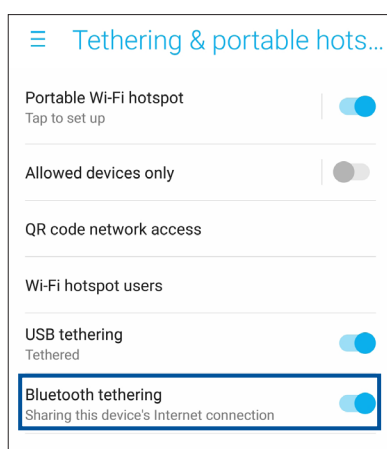 Tethering & portable hots...
Portable Wi-Fi hotspot
Tap to set up
Allowed devices only
QR code network access
Wi-Fi hotspot users
USB tethering
Tethered
Bluetooth tethering
Sharing this device's Internet connection